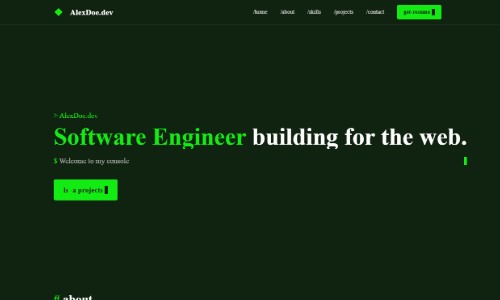 AlexDoe.dev
/home /about /skills /projects /contact get-resume
> AlexDoe.dev
Software Engineer building for the web.
$ Welcome to my console
ls -a projects
# about